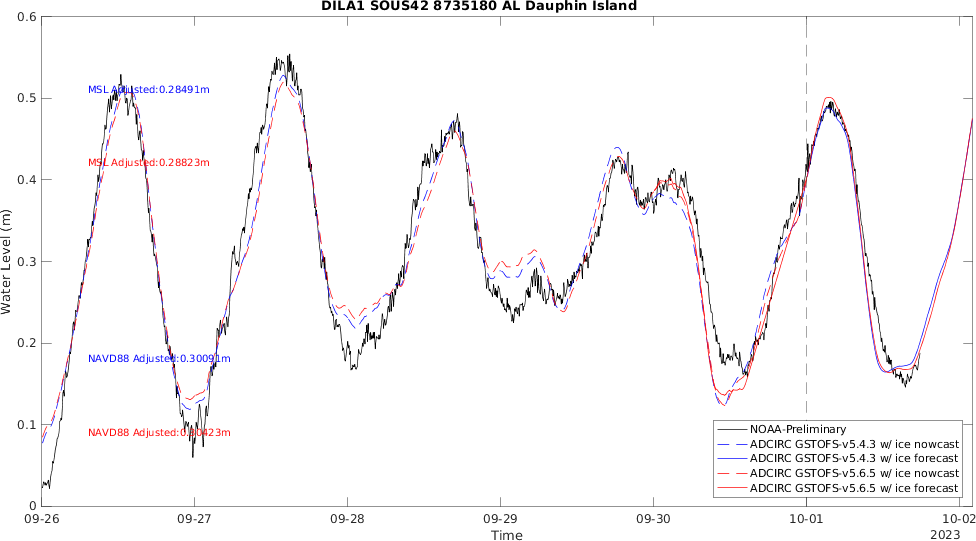 DILA1 SOUS42 8735180 AL Dauphin Island
0.6
0.5
0.4
0.3
0.2
0.1
0
Water Level (m)
MSL Adjusted:0.28491m
MSL Adjusted:0.28823m
NAVD88 Adjusted:0.30091m
NAVD88 Adjusted:0.30423m
NOAA-Preliminary
ADCIRC GSTOFS-v5.4.3 w/ ice nowcast
ADCIRC GSTOFS-v5.4.3 w/ ice forecast
ADCIRC GSTOFS-v5.6.5 w/ ice nowcast
ADCIRC GSTOFS-v5.6.5 w/ ice forecast
09-26 09-27 09-28 09-29 09-30 10-01 10-02
Time
2023